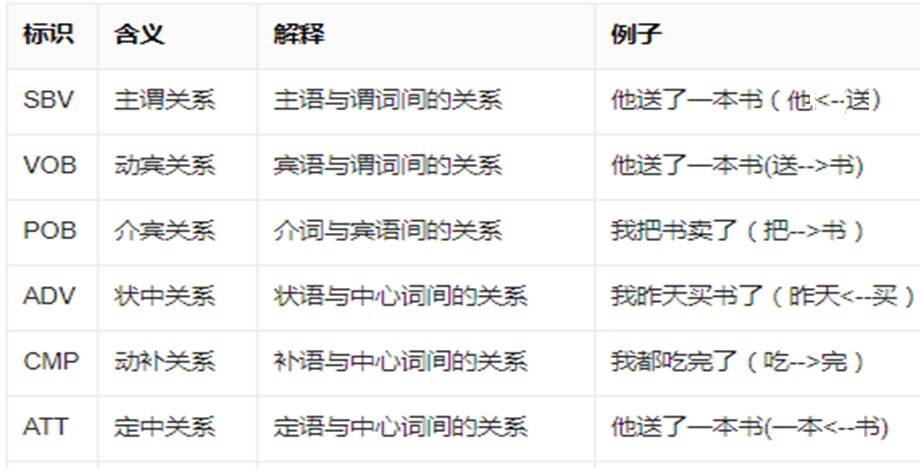 标识 含义 解释 例子
SBV 主谓关系 主语与谓词间的关系 他送了一本书（他<--送）
VOB 动宾关系 宾语与谓词间的关系 他送了一本书(送-->书)
POB 介宾关系 介词与宾语间的关系 我把书卖了（把-->书）
ADV 状中关系 状语与中心词间的关系 我昨天买书了（昨天<--买）
CMP 动补关系 补语与中心词间的关系 我都吃完了（吃-->完）
ATT 定中关系 定语与中心词间的关系 他送了一本书(一本<--书)